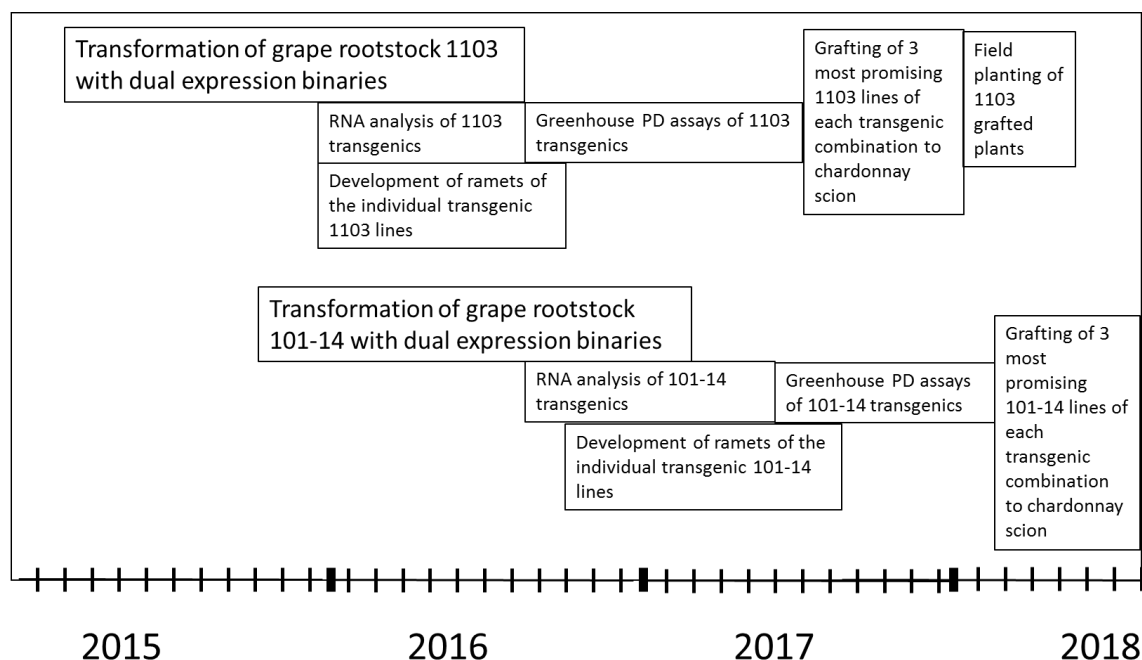 Transformation of grape rootstock 1103
with dual expression binaries
RNA analysis of 1103
transgenics
Development of ramets of
the individual transgenic
1103 lines
Greenhouse PD assays of 1103
transgenics
Grafting of 3
most promising
1103 lines of
each transgenic
combination to
chardonnay
scion
Field
planting of
1103
grafted
plants
Transformation of grape rootstock
101-14 with dual expression binaries
RNA analysis of 101-14
transgenics
Development of ramets of the
individual transgenic 101-14
lines
Greenhouse PD assays
of 101-14 transgenics
Grafting of 3
most
promising
101-14 lines of
each
transgenic
combination
to chardonnay
scion
2015
2016
2017
2018